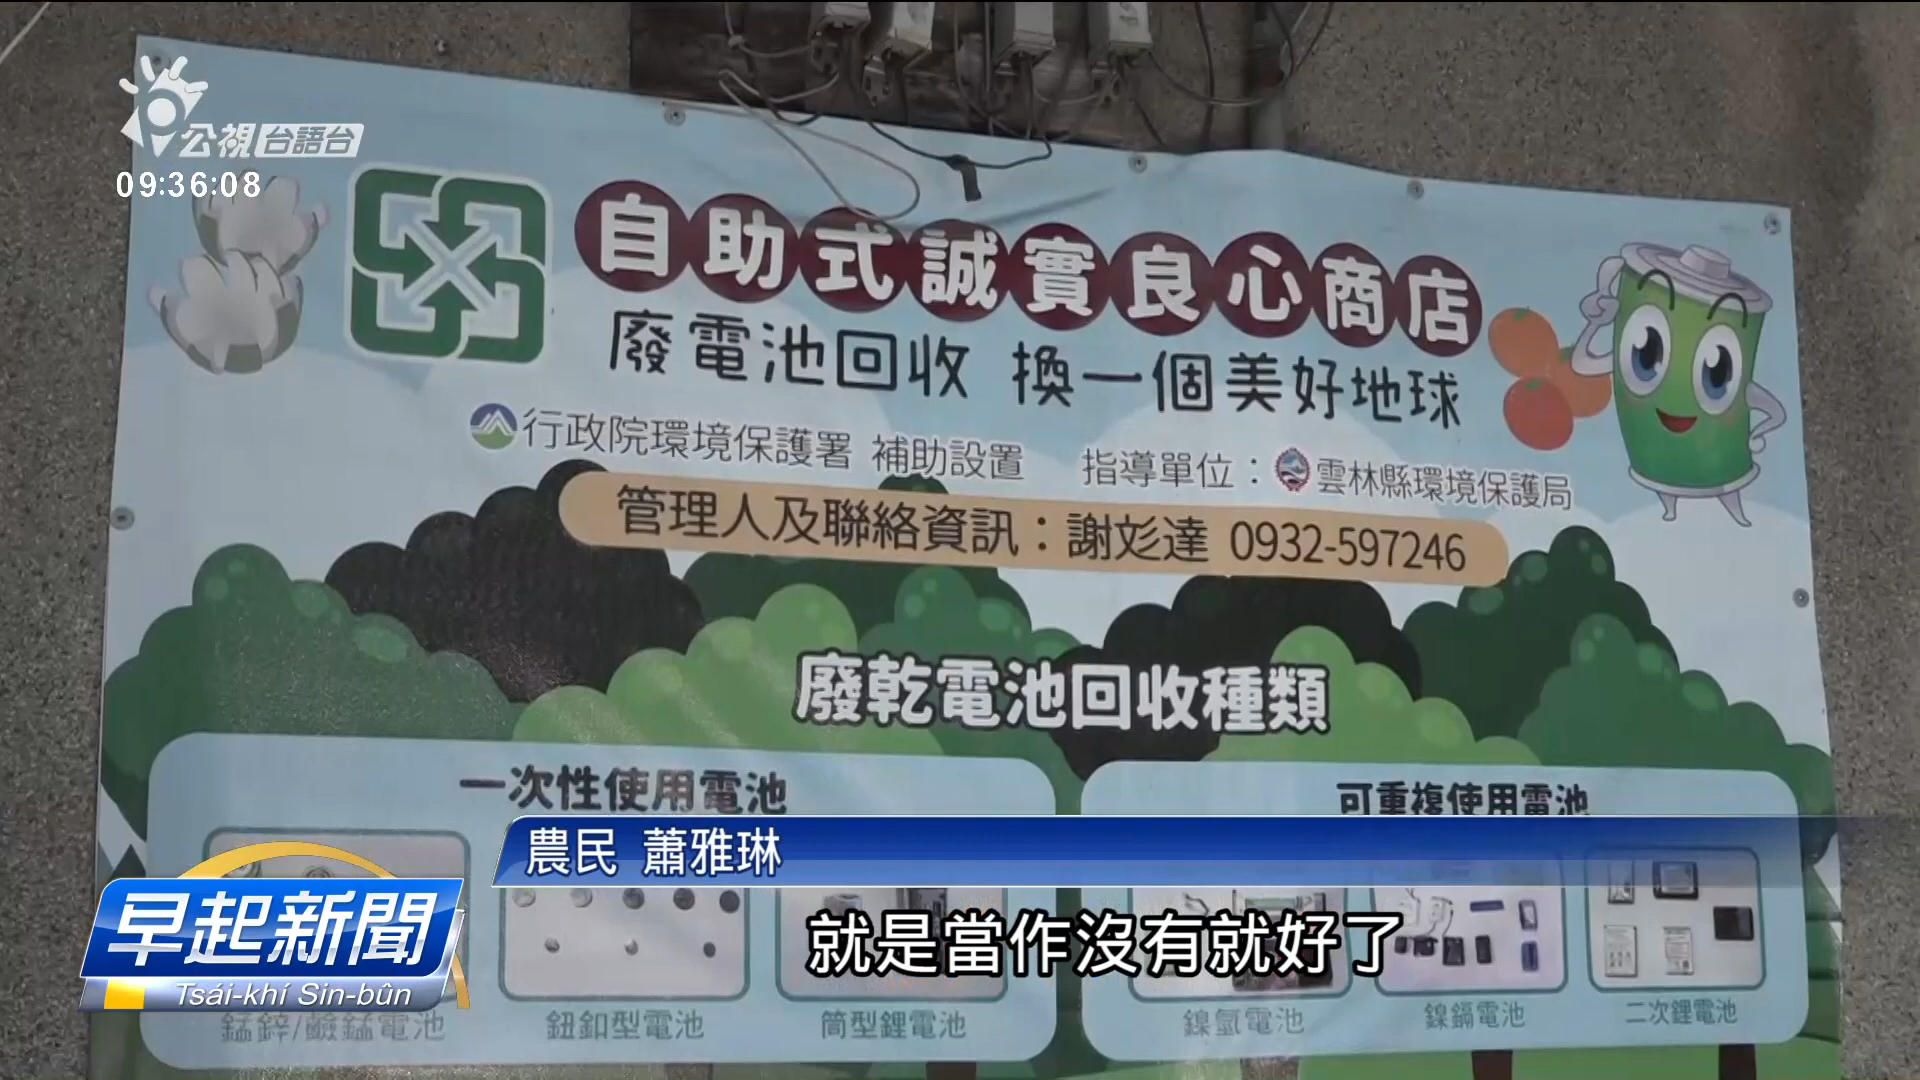 公視 台語台
09:36:08
自助式誠實良心商店
廢電池回收 換一個美好地球
行政院環境保護署 補助設置 指導單位：雲林縣環境保護局
管理人及聯絡資訊：謝彣達 0932-597246
廢乾電池回收種類
一次性使用電池
可重複使用電池
農民 蕭雅琳
早起新聞
Tsái-khí Sin-bûn
就是當作沒有就好了
錳鋅/鹼錳電池
鈕釦型電池
筒型鋰電池
鎳氫電池
鎳鎘電池
二次鋰電池